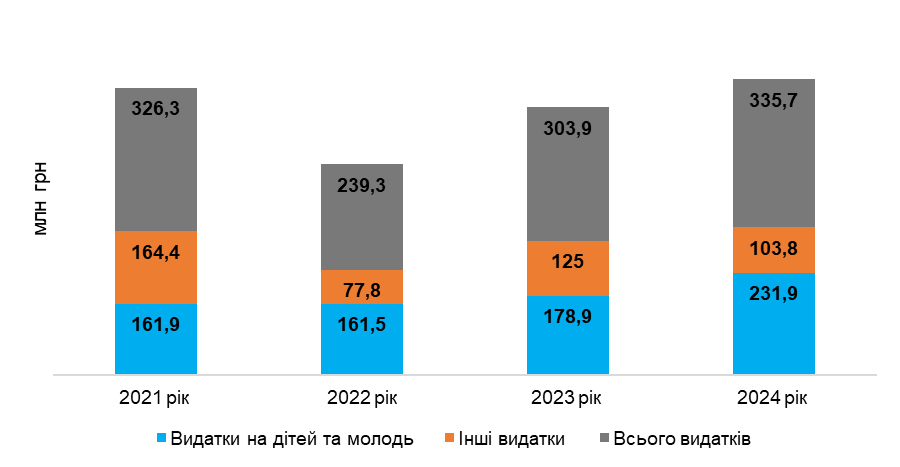 326,3
239,3
303,9
335,7
164,4
77,8
125
103,8
161,9
161,5
178,9
231,9
млн грн
2021 рік
2022 рік
2023 рік
2024 рік
Видатки на дітей та молодь
Інші видатки
Всього видатків